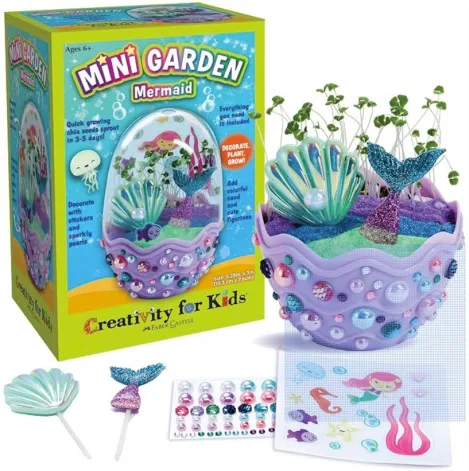 Ages 6+
MiNi GARDEN
Mermaid
Quick growing
chia seeds sprout
in 3-5 days!
Everything
you need
is included!
DECORATE,
PLANT,
GROW!
Decorate
with
stickers
and
sparkly
pearls
Add
colorful
sand
and
cute
figurines
Creativity for Kids
FABER-CASTELL